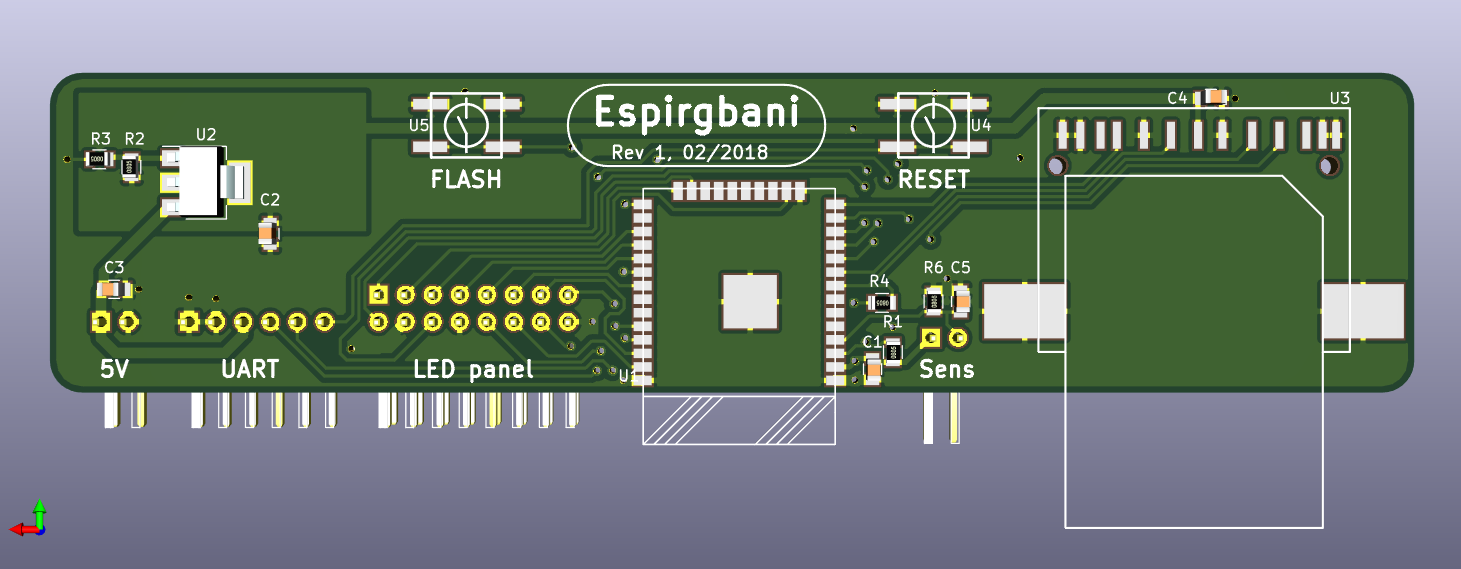 Espirgbani
Rev 1, 02/2018
R3
R2
U2
C2
C3
5V
UART
LED panel
U5
FLASH
U4
RESET
C4
U3
R4
R6
C5
R1
C1
Sens